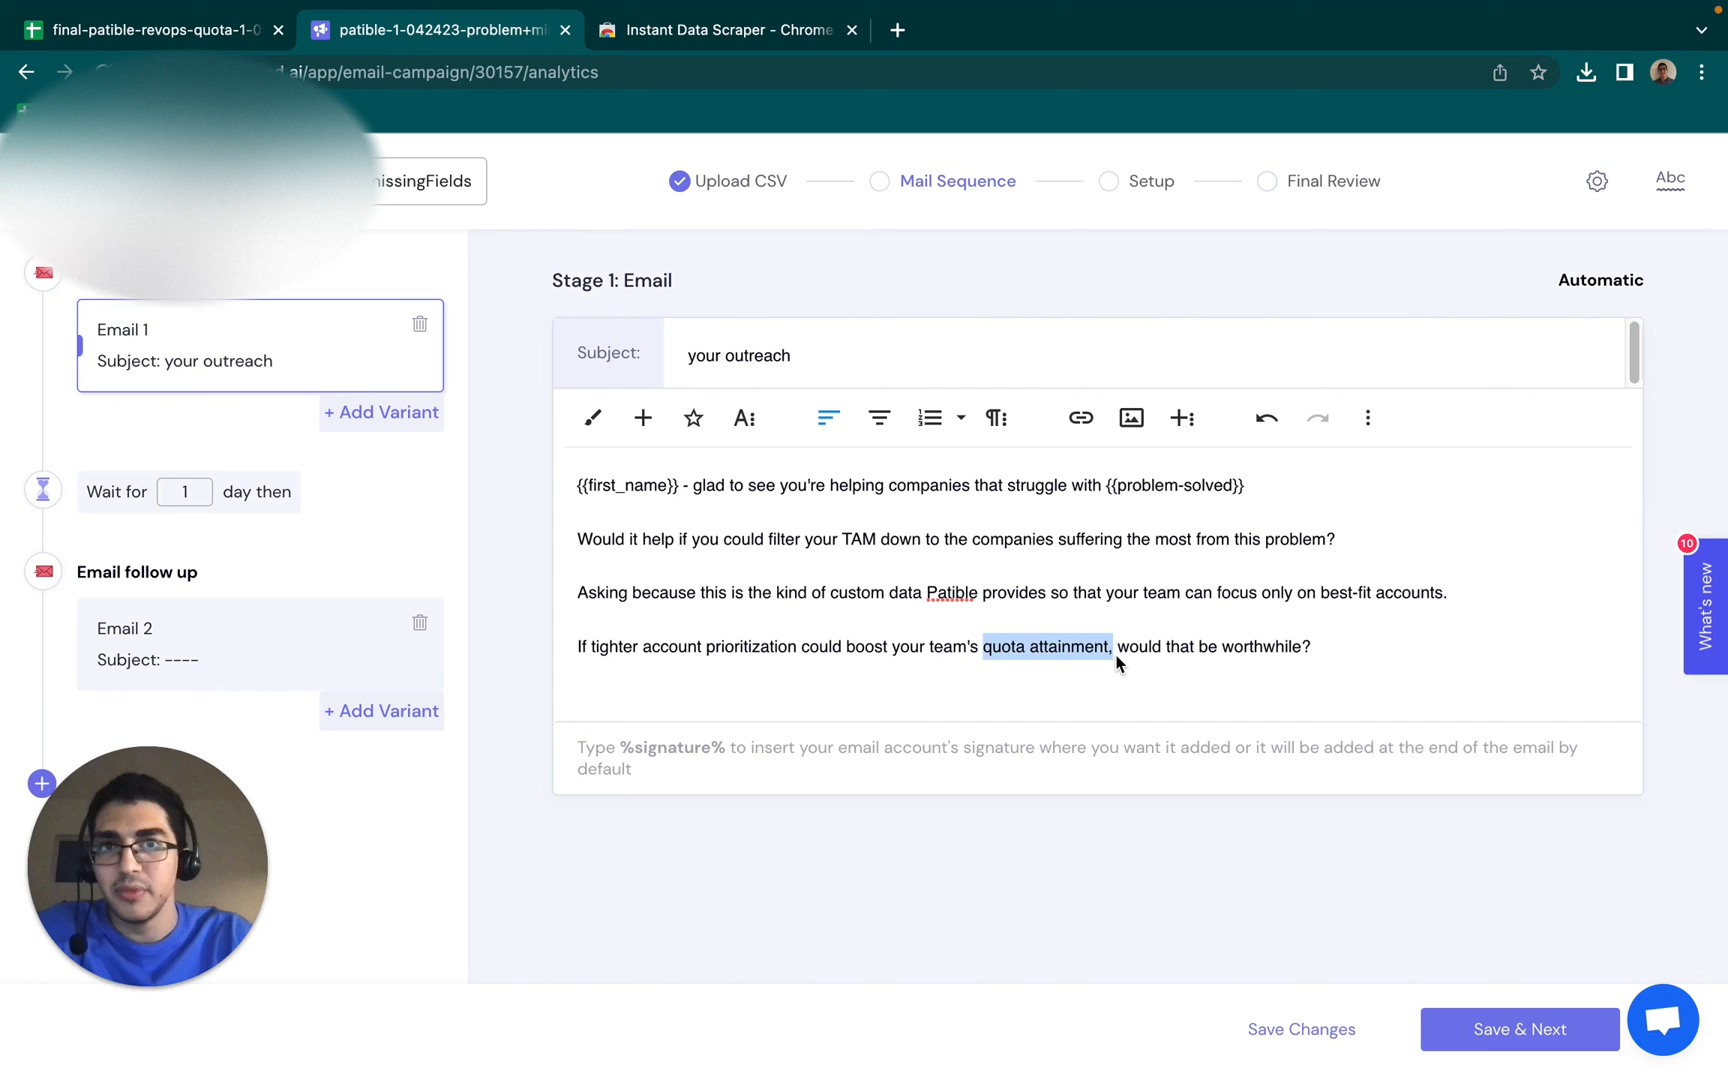 final-patible-revops-quota-1-0
patible-1-042423-problem+mi
Instant Data Scraper - Chrome
d.ai/app/email-campaign/30157/analytics
issingFields
Upload CSV
Mail Sequence
Setup
Final Review
Abc
Email 1
Subject: your outreach
+ Add Variant
Wait for 1 day then
Email follow up
Email 2
Subject: ----
+ Add Variant
Stage 1: Email
Automatic
Subject: your outreach
{{first_name}} - glad to see you're helping companies that struggle with {{problem-solved}}
Would it help if you could filter your TAM down to the companies suffering the most from this problem?
Asking because this is the kind of custom data Patible provides so that your team can focus only on best-fit accounts.
If tighter account prioritization could boost your team's quota attainment, would that be worthwhile?
Type %signature% to insert your email account's signature where you want it added or it will be added at the end of the email by
default
10
What's new
Save Changes
Save & Next